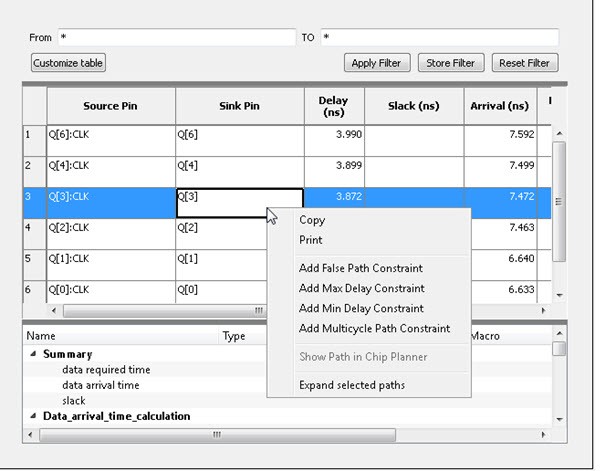 From * TO *
Customize table Apply Filter Store Filter Reset Filter
Source Pin Sink Pin Delay (ns) Slack (ns) Arrival (ns)
1 Q[6]:CLK Q[6] 3.990 7.592
2 Q[4]:CLK Q[4] 3.899 7.499
3 Q[3]:CLK Q[3] 3.872 7.472
4 Q[2]:CLK Q[2] 7.463
5 Q[1]:CLK Q[1] 6.640
6 Q[0]:CLK Q[0] 6.633
Copy
Print
Add False Path Constraint
Add Max Delay Constraint
Add Min Delay Constraint
Add Multicycle Path Constraint
Show Path in Chip Planner
Expand selected paths
Name Type Macro
Summary
data required time
data arrival time
slack
Data_arrival_time_calculation